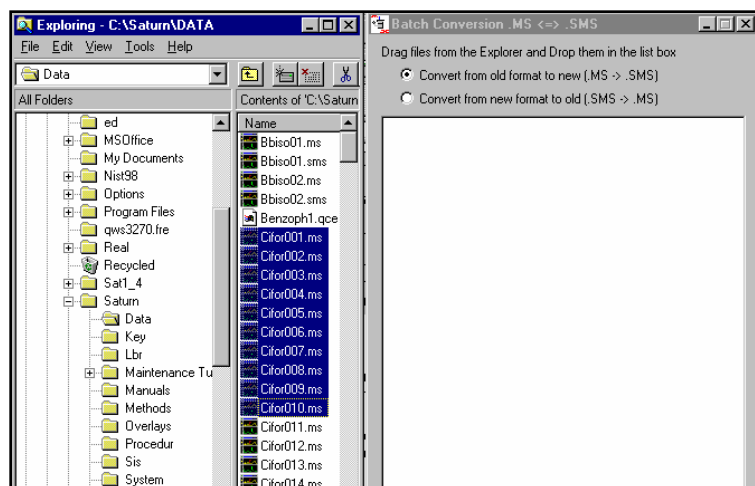 Exploring - C:\Saturn\DATA
File Edit View Tools Help
Data
All Folders
Contents of 'C:\Saturn
ed
MSOffice
My Documents
Nist98
Options
Program Files
qws3270.fre
Real
Recycled
Sat1_4
Saturn
Data
Key
Lbr
Maintenance Tu
Manuals
Methods
Overlays
Procedur
Sis
System
Name
Bbiso01.ms
Bbiso01.sms
Bbiso02.ms
Bbiso02.sms
Benzoph1.qce
Cifor001.ms
Cifor002.ms
Cifor003.ms
Cifor004.ms
Cifor005.ms
Cifor006.ms
Cifor007.ms
Cifor008.ms
Cifor009.ms
Cifor010.ms
Cifor011.ms
Cifor012.ms
Cifor013.ms
Cifor014.ms
Batch Conversion .MS <=> .SMS
Drag files from the Explorer and Drop them in the list box
Convert from old format to new (.MS -> .SMS)
Convert from new format to old (.SMS -> .MS)